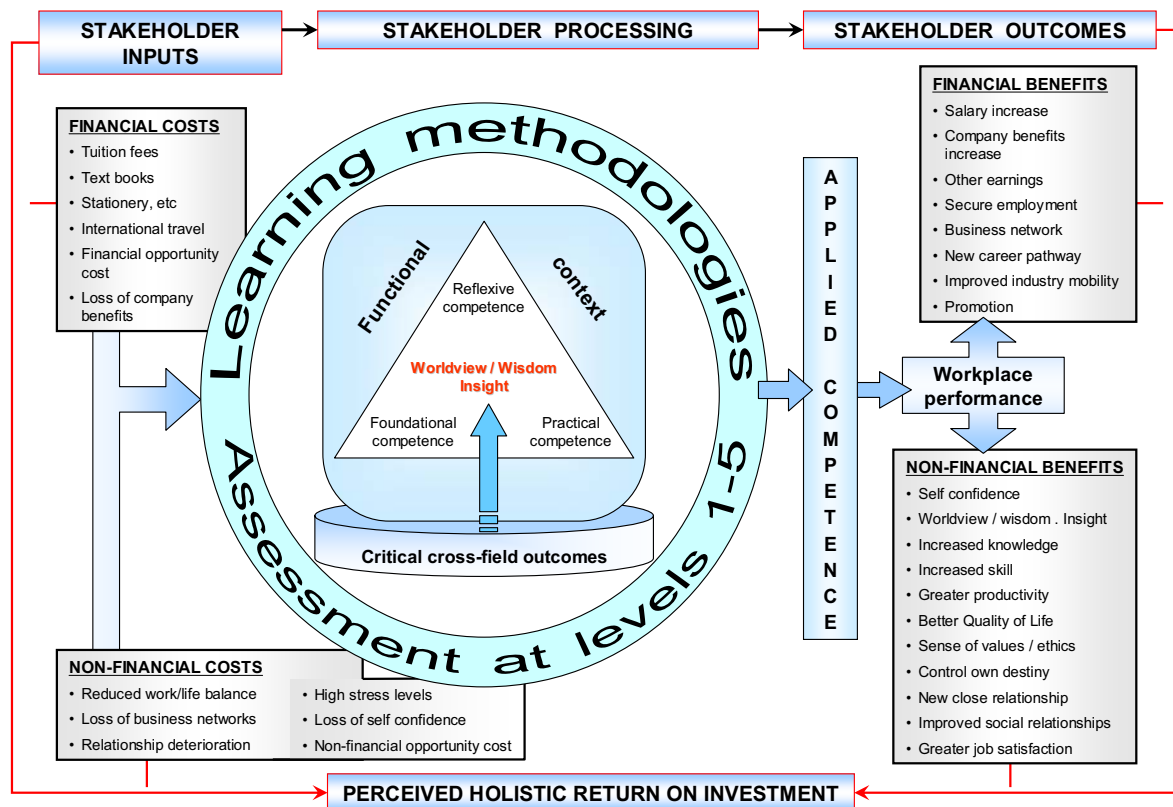 STAKEHOLDER
INPUTS
STAKEHOLDER PROCESSING
STAKEHOLDER OUTCOMES
FINANCIAL COSTS
• Tuition fees
• Text books
• Stationery, etc
• International travel
• Financial opportunity
cost
• Loss of company
benefits
NON-FINANCIAL COSTS
• Reduced work/life balance
• Loss of business networks
• Relationship deterioration
• High stress levels
• Loss of self confidence
• Non-financial opportunity cost
Learning methodologies
Functional
context
Reflexive
competence
Worldview / Wisdom
Insight
Foundational
competence
Practical
competence
Critical cross-field outcomes
Assessment at levels 1-5
APPLIED COMPETENCE
FINANCIAL BENEFITS
• Salary increase
• Company benefits
increase
• Other earnings
• Secure employment
• Business network
• New career pathway
• Improved industry mobility
• Promotion
Workplace
performance
NON-FINANCIAL BENEFITS
• Self confidence
• Worldview / wisdom . Insight
• Increased knowledge
• Increased skill
• Greater productivity
• Better Quality of Life
• Sense of values / ethics
• Control own destiny
• New close relationship
• Improved social relationships
• Greater job satisfaction
PERCEIVED HOLISTIC RETURN ON INVESTMENT